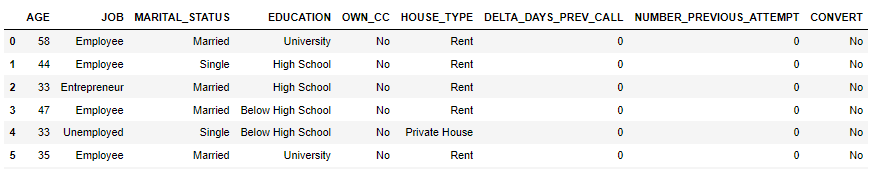 AGE JOB MARITAL_STATUS EDUCATION OWN_CC HOUSE_TYPE DELTA_DAYS_PREV_CALL NUMBER_PREVIOUS_ATTEMPT CONVERT
0 58 Employee Married University No Rent 0 0 No
1 44 Employee Single High School No Rent 0 0 No
2 33 Entrepreneur Married High School No Rent 0 0 No
3 47 Employee Married Below High School No Rent 0 0 No
4 33 Unemployed Single Below High School No Private House 0 0 No
5 35 Employee Married University No Rent 0 0 No